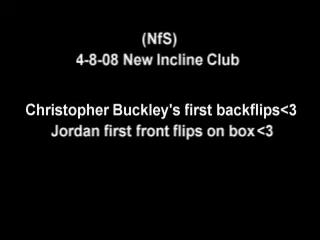 (NfS)
4-8-08 New Incline Club
Christopher Buckley's first backflips<3
Jordan first front flips on box<3